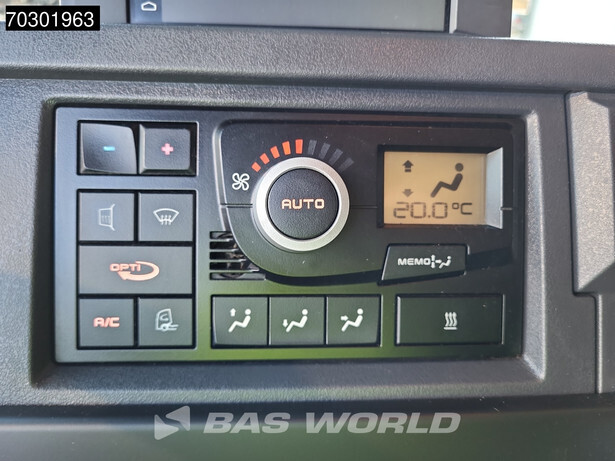 70301963
- +
AUTO
20.0°C
MEMO
OPTI
A/C
BAS WORLD